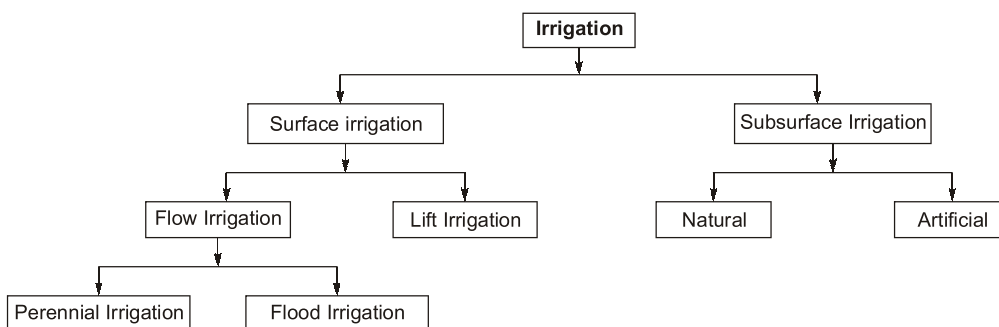 Irrigation
Surface irrigation
Subsurface Irrigation
Flow Irrigation
Lift Irrigation
Natural
Artificial
Perennial Irrigation
Flood Irrigation